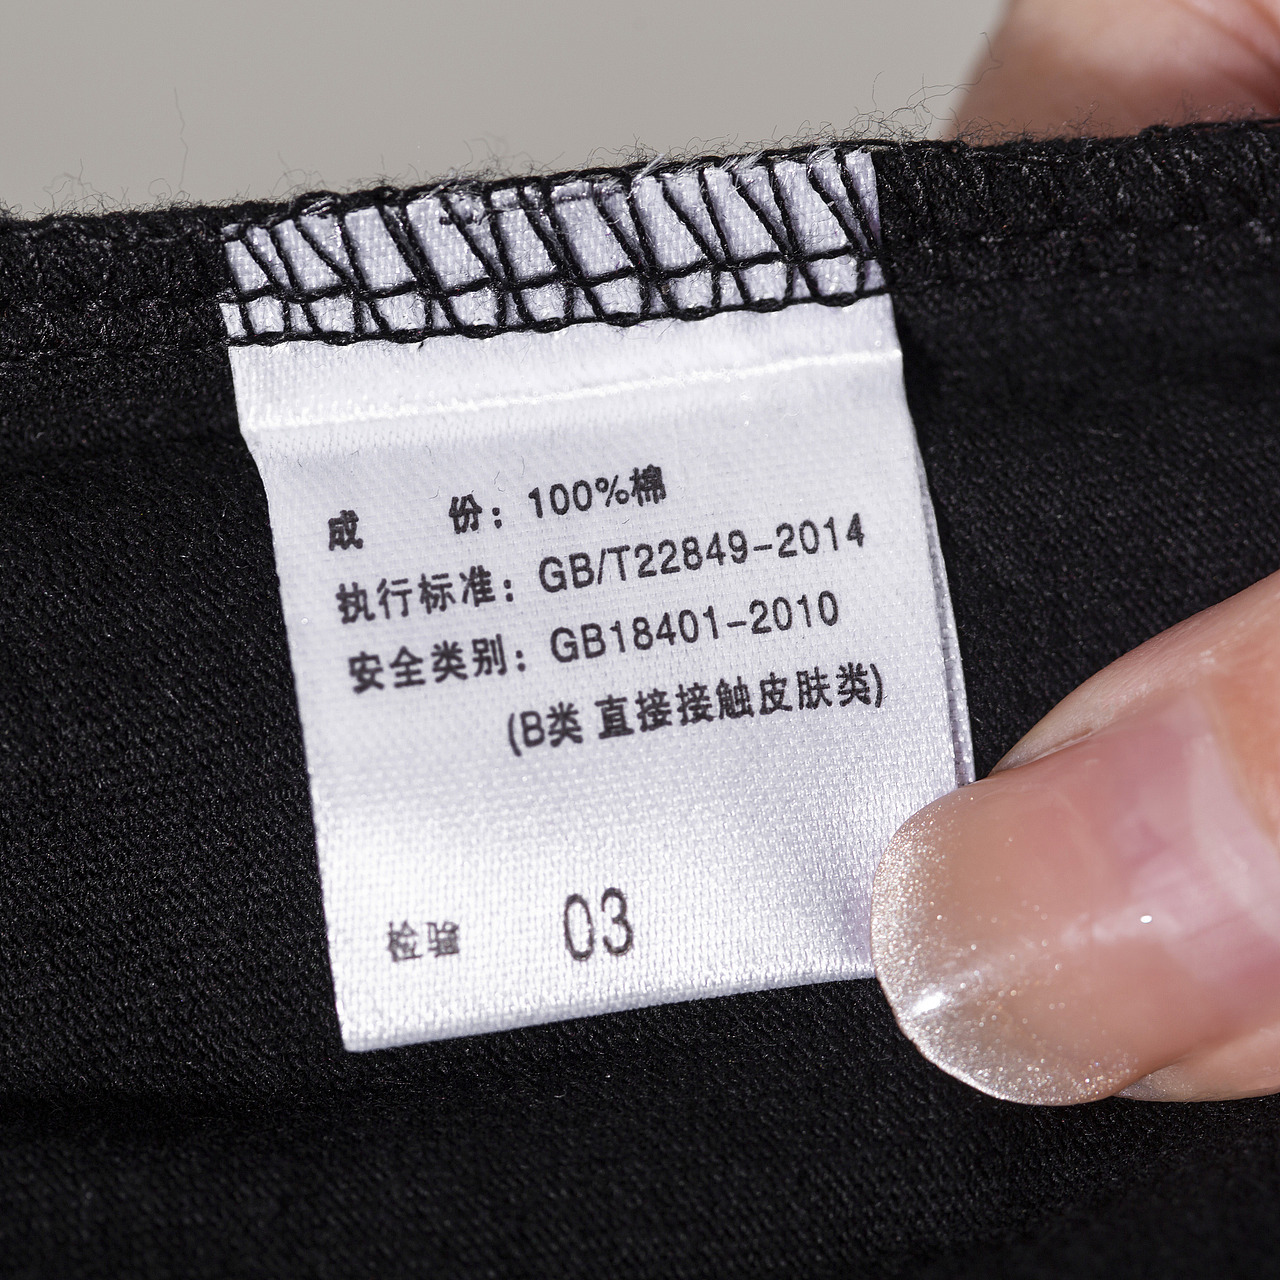 成 份：100%棉
执行标准：GB/T22849-2014
安全类别：GB18401-2010
(B类 直接接触皮肤类)
检验 03